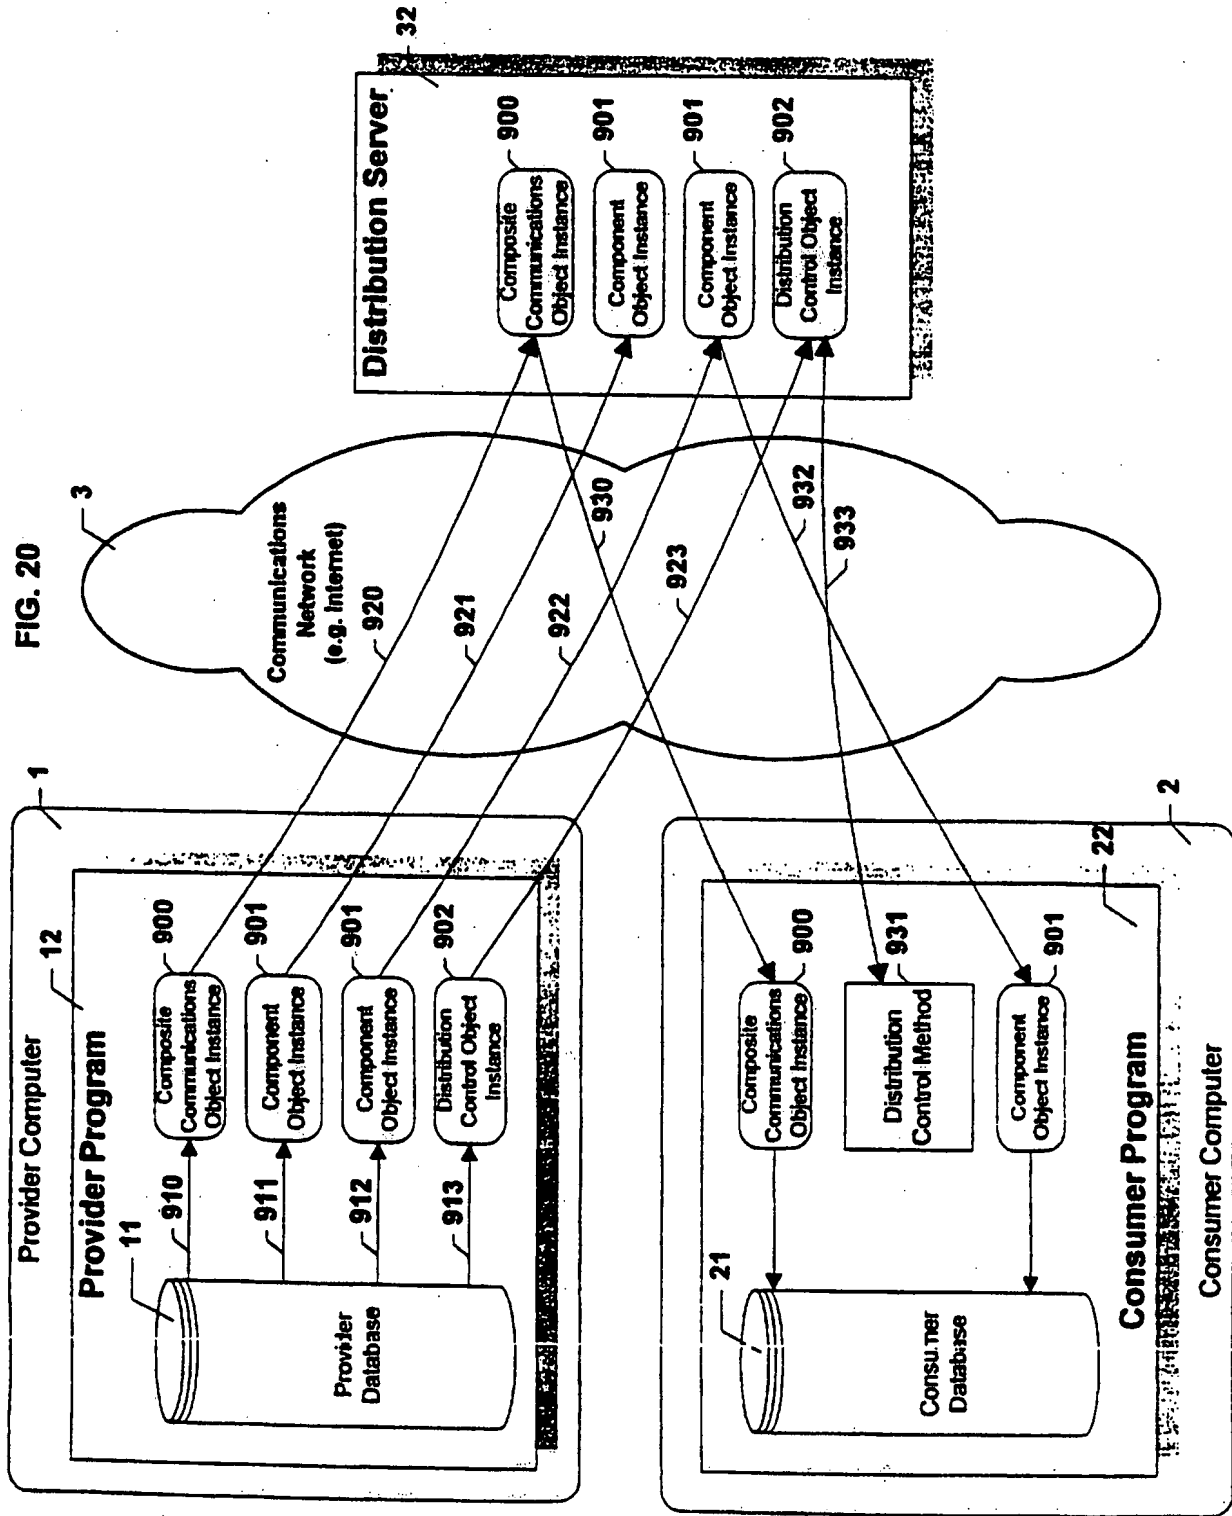 FIG. 20
Provider Computer
1
Provider Program
12
11
Provider
Database
910
911
912
913
900
Composite
Communications
Object Instance
901
Component
Object Instance
901
Component
Object Instance
902
Distribution
Control Object
Instance
3
Communications
Network
(e.g. Internet)
920
921
922
923
930
932
933
Distribution Server
32
900
Composite
Communications
Object Instance
901
Component
Object Instance
901
Component
Object Instance
902
Distribution
Control Object
Instance
2
22
21
Consumer
Database
Composite
Communications
Object Instance
900
Distribution
Control Method
931
Component
Object Instance
901
Consumer Program
Consumer Computer